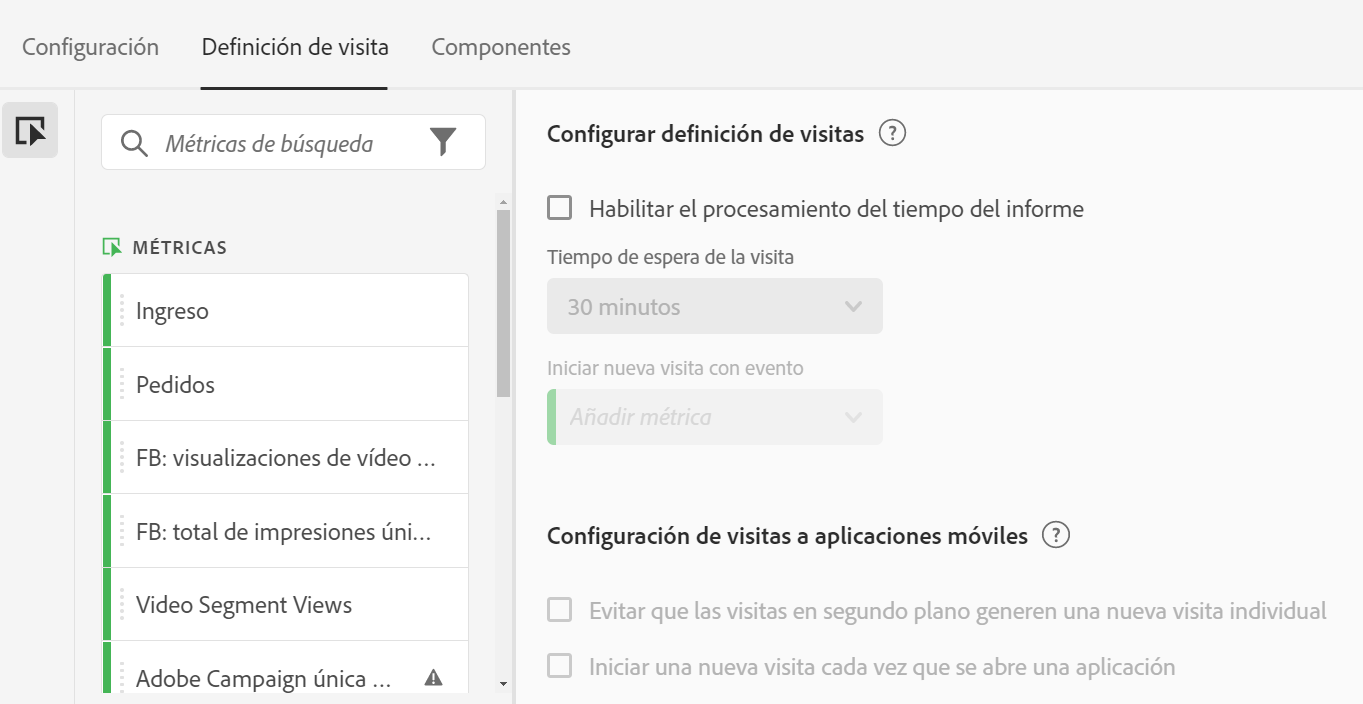 Configuración
Definición de visita
Componentes
Métricas de búsqueda
MÉTRICAS
Ingreso
Pedidos
FB: visualizaciones de vídeo ...
FB: total de impresiones úni...
Video Segment Views
Adobe Campaign única ...
Configurar definición de visitas ?
Habilitar el procesamiento del tiempo del informe
Tiempo de espera de la visita
30 minutos
Iniciar nueva visita con evento
Añadir métrica
Configuración de visitas a aplicaciones móviles ?
Evitar que las visitas en segundo plano generen una nueva visita individual
Iniciar una nueva visita cada vez que se abre una aplicación